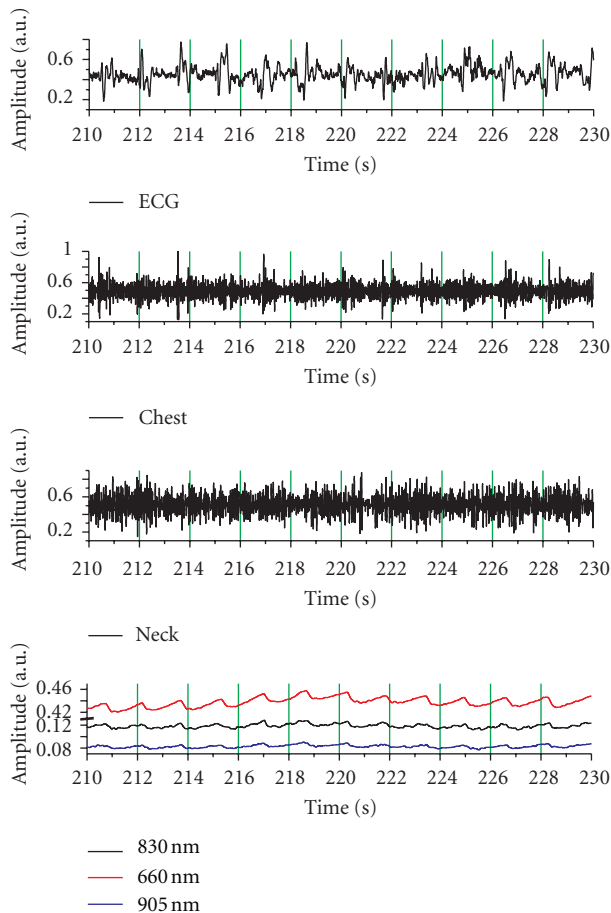 Amplitude (a.u.)
0.6
0.2
210 212 214 216 218 220 222 224 226 228 230
Time (s)
ECG
Amplitude (a.u.)
1
0.6
0.2
210 212 214 216 218 220 222 224 226 228 230
Time (s)
Chest
Amplitude (a.u.)
0.6
0.2
210 212 214 216 218 220 222 224 226 228 230
Time (s)
Neck
Amplitude (a.u.)
0.46
0.42
0.12
0.08
210 212 214 216 218 220 222 224 226 228 230
Time (s)
830 nm
660 nm
905 nm